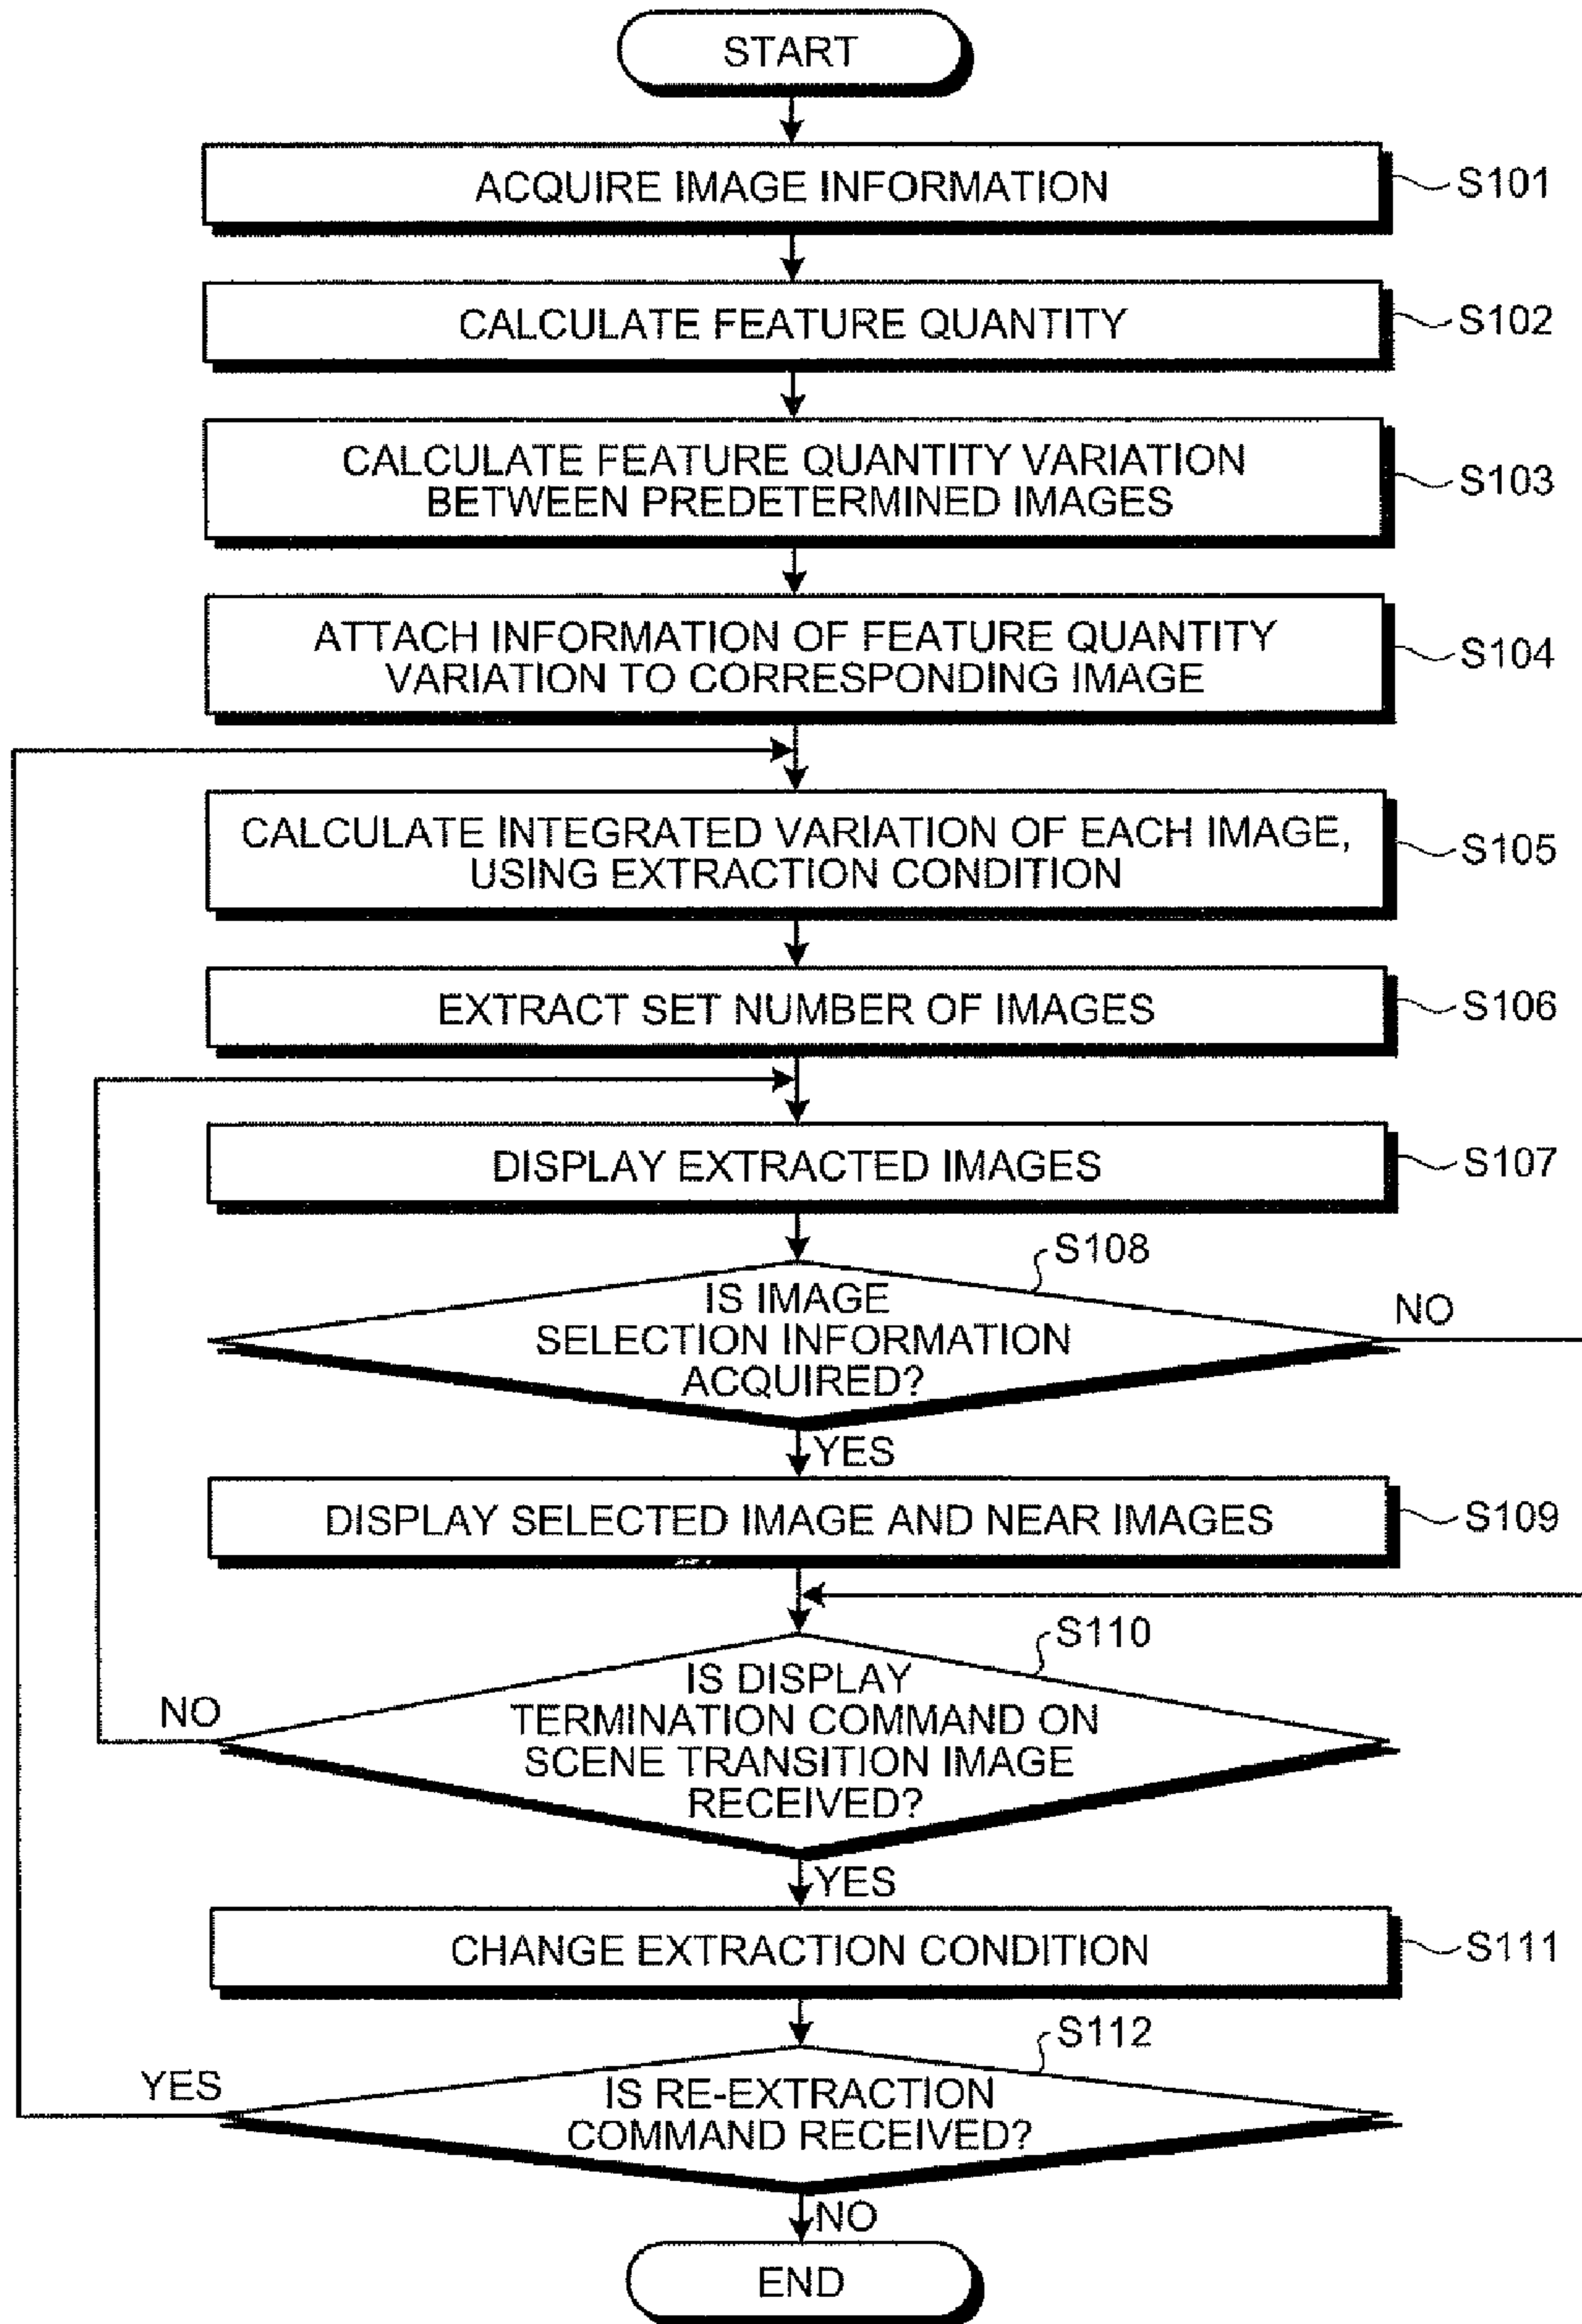 START
ACQUIRE IMAGE INFORMATION
S101
CALCULATE FEATURE QUANTITY
S102
CALCULATE FEATURE QUANTITY VARIATION
BETWEEN PREDETERMINED IMAGES
S103
ATTACH INFORMATION OF FEATURE QUANTITY
VARIATION TO CORRESPONDING IMAGE
S104
CALCULATE INTEGRATED VARIATION OF EACH IMAGE,
USING EXTRACTION CONDITION
S105
EXTRACT SET NUMBER OF IMAGES
S106
DISPLAY EXTRACTED IMAGES
S107
S108
IS IMAGE
SELECTION INFORMATION
ACQUIRED?
NO
YES
DISPLAY SELECTED IMAGE AND NEAR IMAGES
S109
S110
IS DISPLAY
TERMINATION COMMAND ON
SCENE TRANSITION IMAGE
RECEIVED?
NO
YES
CHANGE EXTRACTION CONDITION
S111
S112
IS RE-EXTRACTION
COMMAND RECEIVED?
YES
NO
END